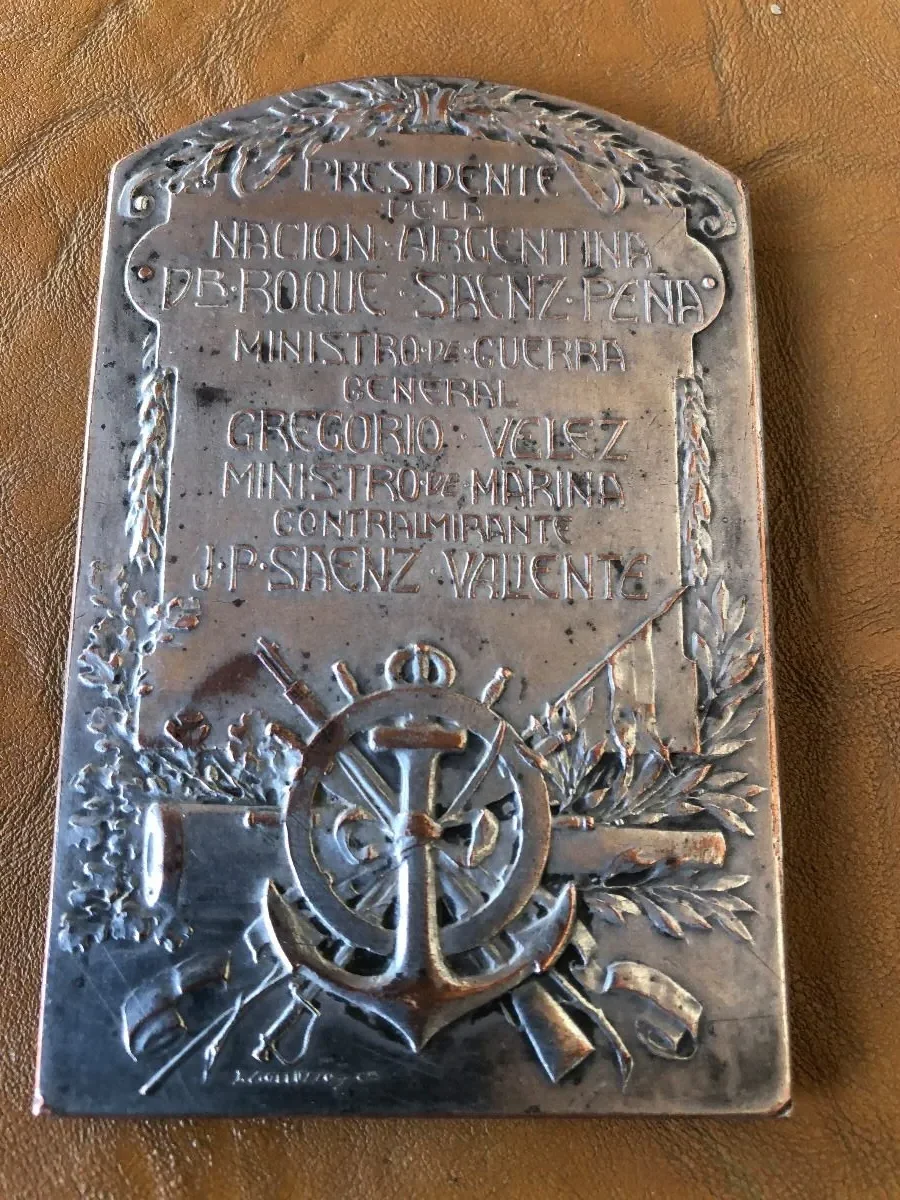 PRESIDENTE
DE·LA
NACION·ARGENTINA
DR·ROQUE·SAENZ·PEÑA
MINISTRO·DE·GUERRA
GENERAL
GREGORIO·VELEZ
MINISTRO·DE·MARINA
CONTRALMIRANTE
J·P·SAENZ·VALIENTE